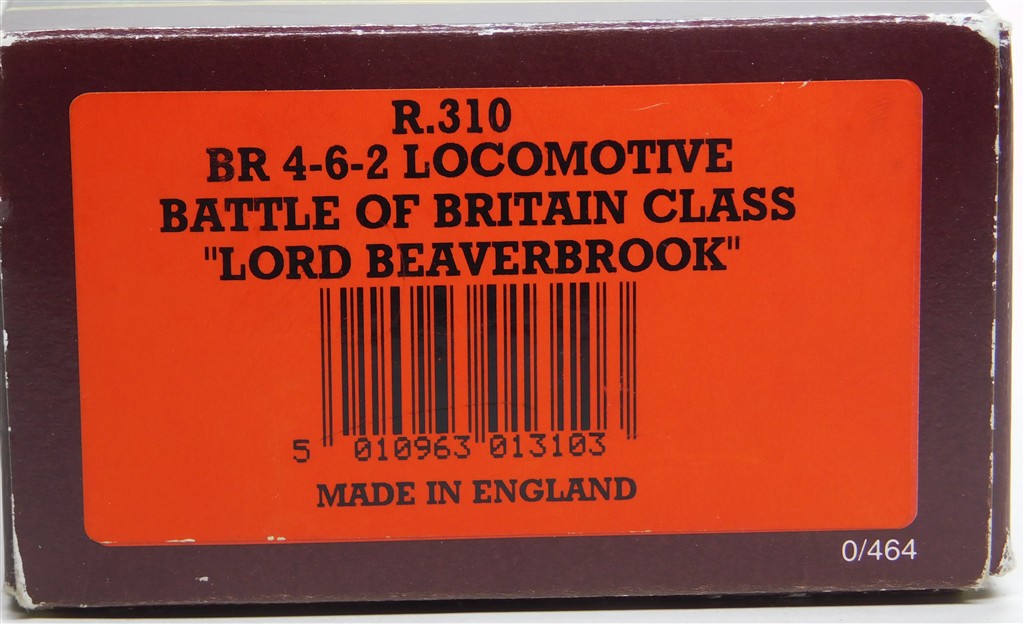 R.310
BR 4-6-2 LOCOMOTIVE
BATTLE OF BRITAIN CLASS
"LORD BEAVERBROOK"
5 010963 013103
MADE IN ENGLAND
0/464